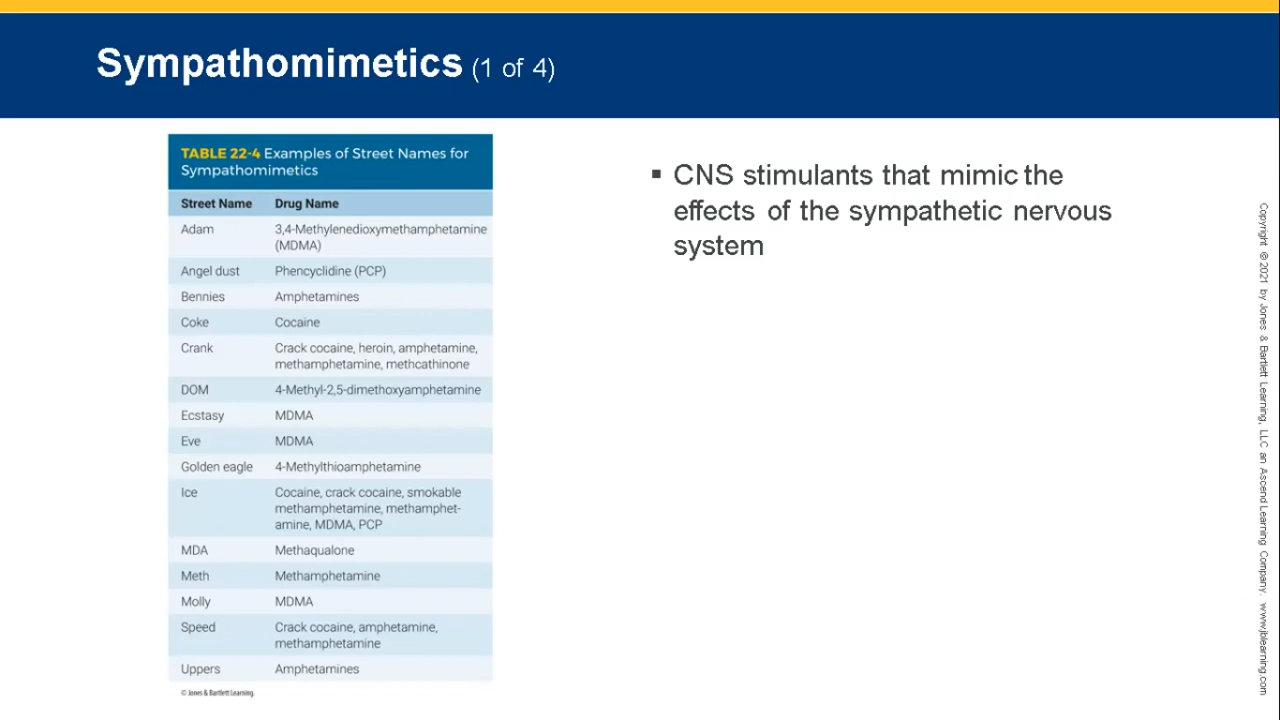 Sympathomimetics (1 of 4)
TABLE 22-4 Examples of Street Names for
Sympathomimetics
Street Name Drug Name
Adam 3,4-Methylenedioxymethamphetamine
(MDMA)
Angel dust Phencyclidine (PCP)
Bennies Amphetamines
Coke Cocaine
Crank Crack cocaine, heroin, amphetamine,
methamphetamine, methcathinone
DOM 4-Methyl-2,5-dimethoxyamphetamine
Ecstasy MDMA
Eve MDMA
Golden eagle 4-Methylthioamphetamine
Ice Cocaine, crack cocaine, smokable
methamphetamine, methamphet-
amine, MDMA, PCP
MDA Methaqualone
Meth Methamphetamine
Molly MDMA
Speed Crack cocaine, amphetamine,
methamphetamine
Uppers Amphetamines
© Jones & Bartlett Learning.
▪ CNS stimulants that mimic the
effects of the sympathetic nervous
system
Copyright © 2021 by Jones & Bartlett Learning, LLC an Ascend Learning Company. www.jblearning.com